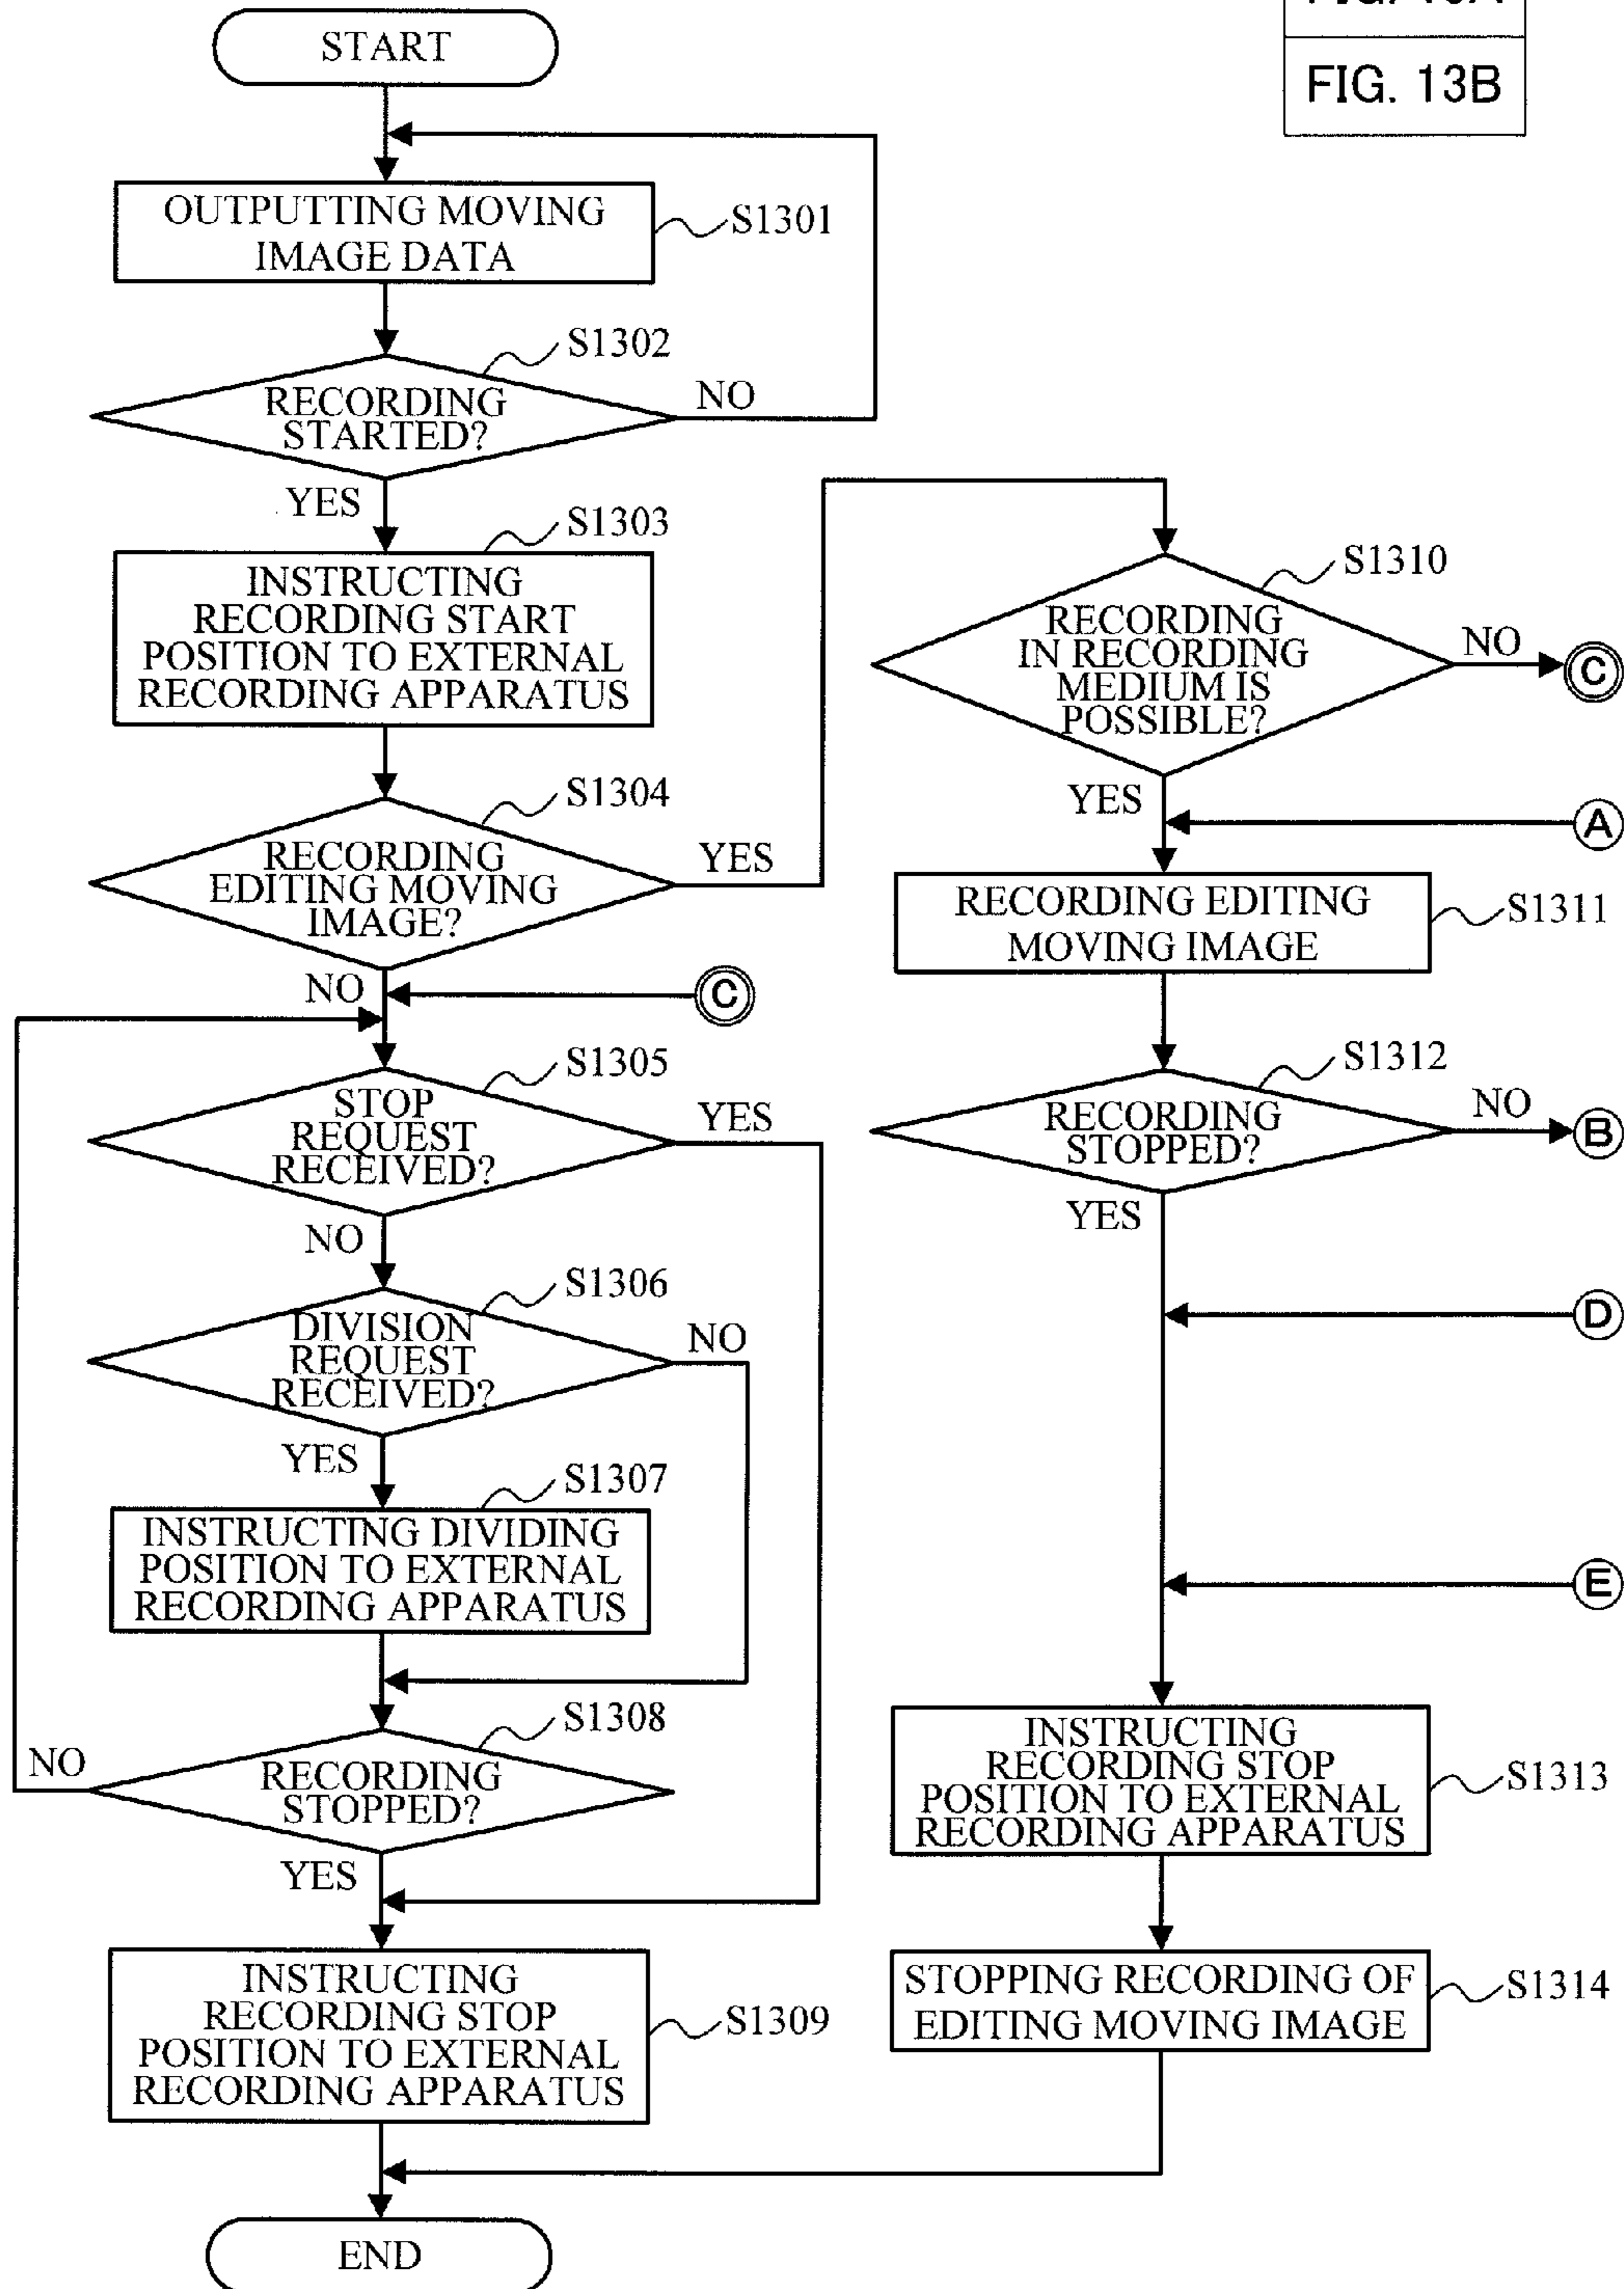 FIG. 13B
START
OUTPUTTING MOVING
IMAGE DATA
S1301
S1302
RECORDING
STARTED?
NO
YES
S1303
INSTRUCTING
RECORDING START
POSITION TO EXTERNAL
RECORDING APPARATUS
S1304
RECORDING
EDITING MOVING
IMAGE?
YES
NO
C
S1305
STOP
REQUEST
RECEIVED?
YES
NO
S1306
DIVISION
REQUEST
RECEIVED?
NO
YES
S1307
INSTRUCTING DIVIDING
POSITION TO EXTERNAL
RECORDING APPARATUS
S1308
RECORDING
STOPPED?
NO
YES
INSTRUCTING
RECORDING STOP
POSITION TO EXTERNAL
RECORDING APPARATUS
S1309
END
S1310
RECORDING
IN RECORDING
MEDIUM IS
POSSIBLE?
NO
C
YES
A
RECORDING EDITING
MOVING IMAGE
S1311
S1312
RECORDING
STOPPED?
NO
B
YES
D
E
INSTRUCTING
RECORDING STOP
POSITION TO EXTERNAL
RECORDING APPARATUS
S1313
STOPPING RECORDING OF
EDITING MOVING IMAGE
S1314